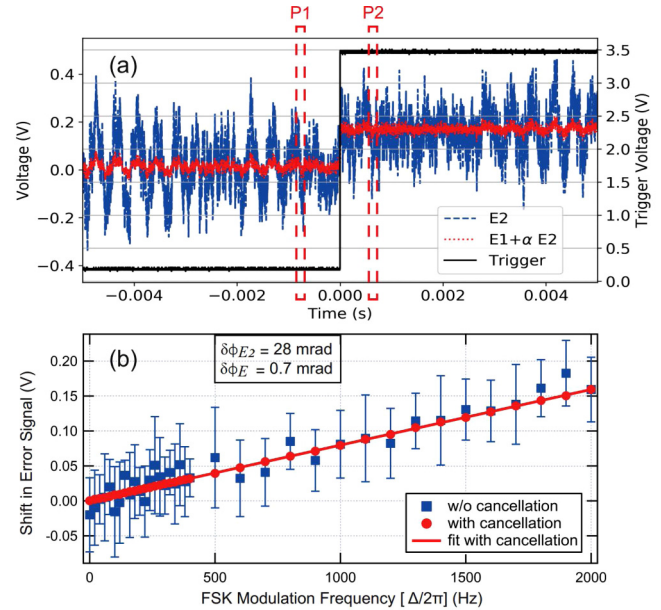 P1 P2
(a)
0.4
0.2
0.0
−0.2
−0.4
Voltage (V)
3.5
3.0
2.5
2.0
1.5
1.0
0.5
0.0
Trigger Voltage (V)
E2
E1+α E2
Trigger
−0.004 −0.002 0.000 0.002 0.004
Time (s)
(b)
δϕE2 = 28 mrad
δϕE = 0.7 mrad
0.20
0.15
0.10
0.05
0.00
-0.05
Shift in Error Signal (V)
w/o cancellation
with cancellation
fit with cancellation
0 500 1000 1500 2000
FSK Modulation Frequency [ Δ/2π] (Hz)